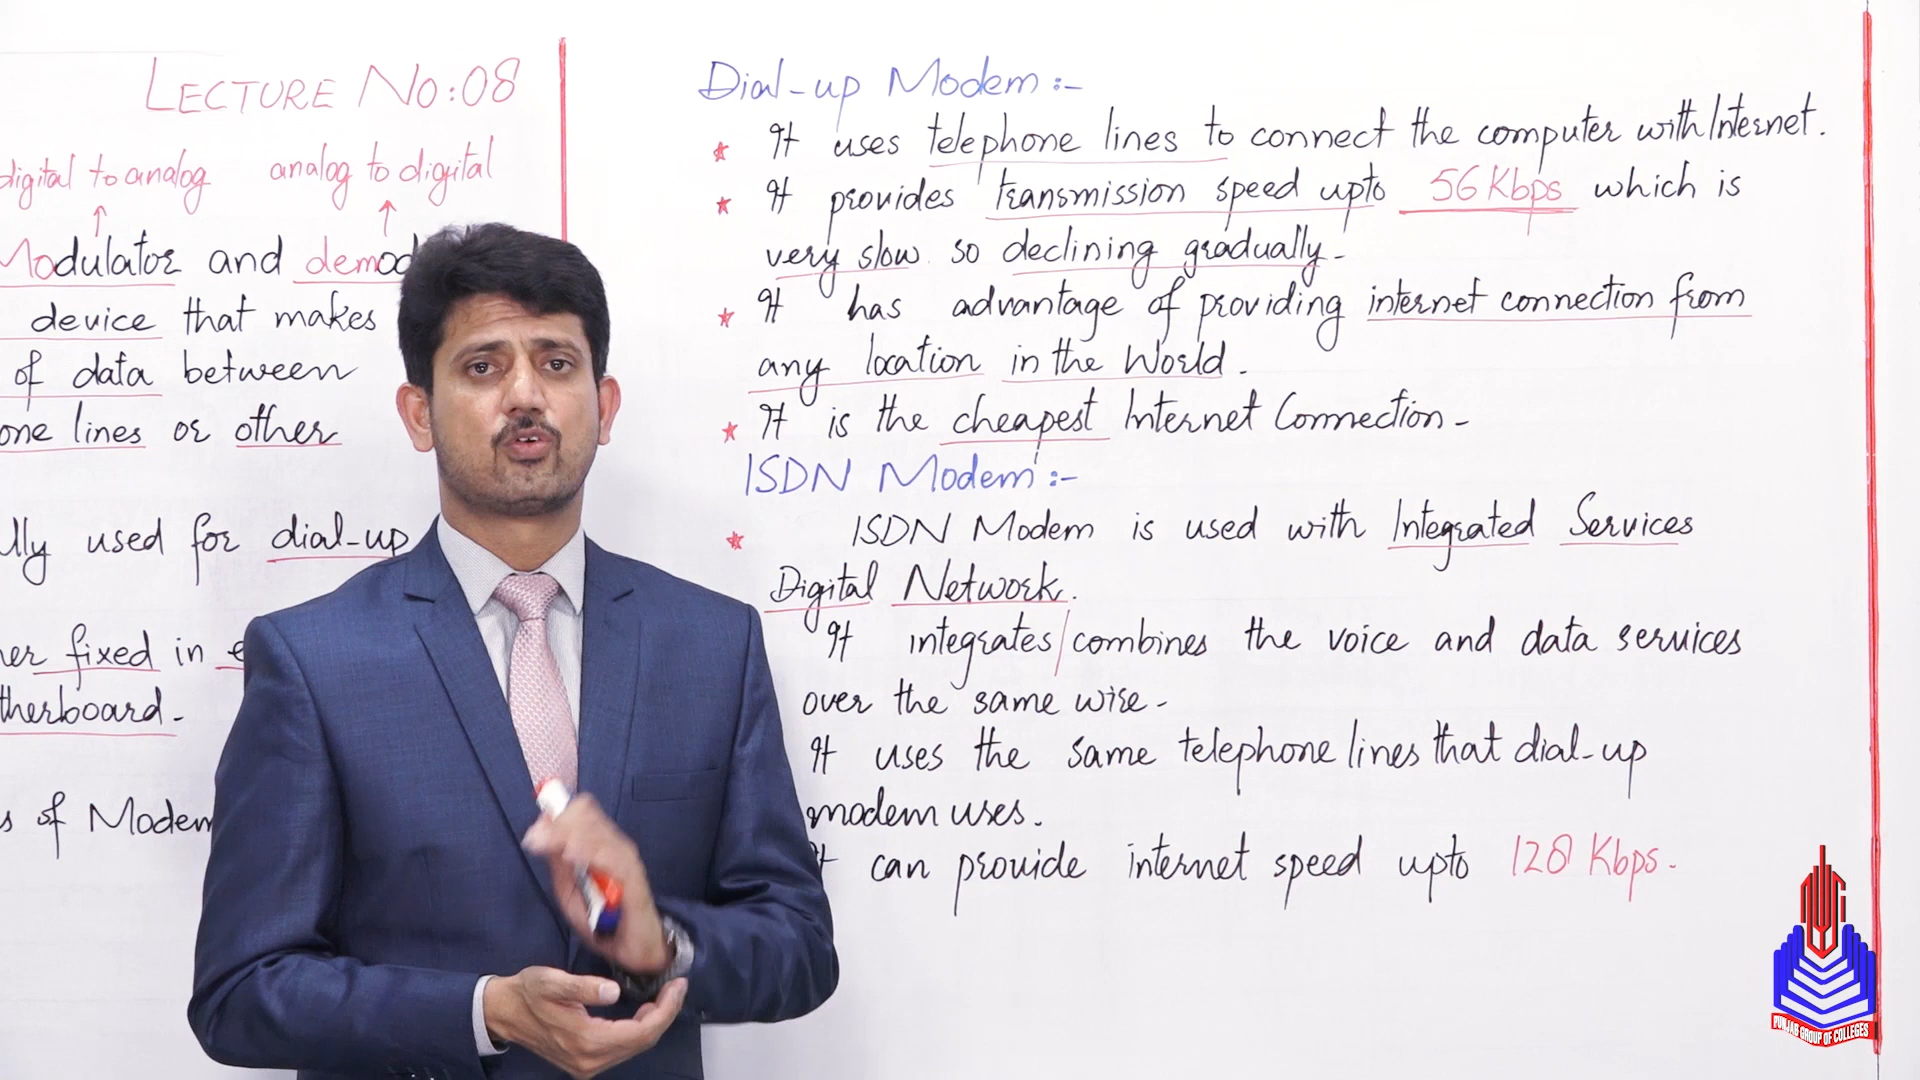 LECTURE No:08
digital to analog analog to digital
Modulator and demod
device that makes
of data between
one lines or other
lly used for dial-up
her fixed in e
therboard-
s of Modem
Dial-up Modem:-
It uses telephone lines to connect the computer with Internet.
It provides transmission speed upto 56 Kbps which is
very slow so declining gradually-
It has advantage of providing internet connection from
any location in the World.
It is the cheapest Internet Connection-
ISDN Modem:-
ISDN Modem is used with Integrated Services
Digital Network.
It integrates/combines the voice and data services
over the same wire-
It uses the same telephone lines that dial-up
modem uses.
It can provide internet speed upto 128 Kbps-
PUNJAB GROUP OF COLLEGES